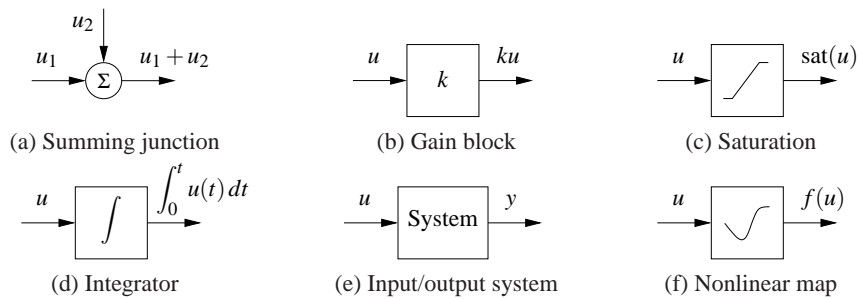 u₂
u₁ Σ u₁ + u₂
(a) Summing junction
u k ku
(b) Gain block
u sat(u)
(c) Saturation
u ∫ ∫₀ᵗ u(t) dt
(d) Integrator
u System y
(e) Input/output system
u f(u)
(f) Nonlinear map